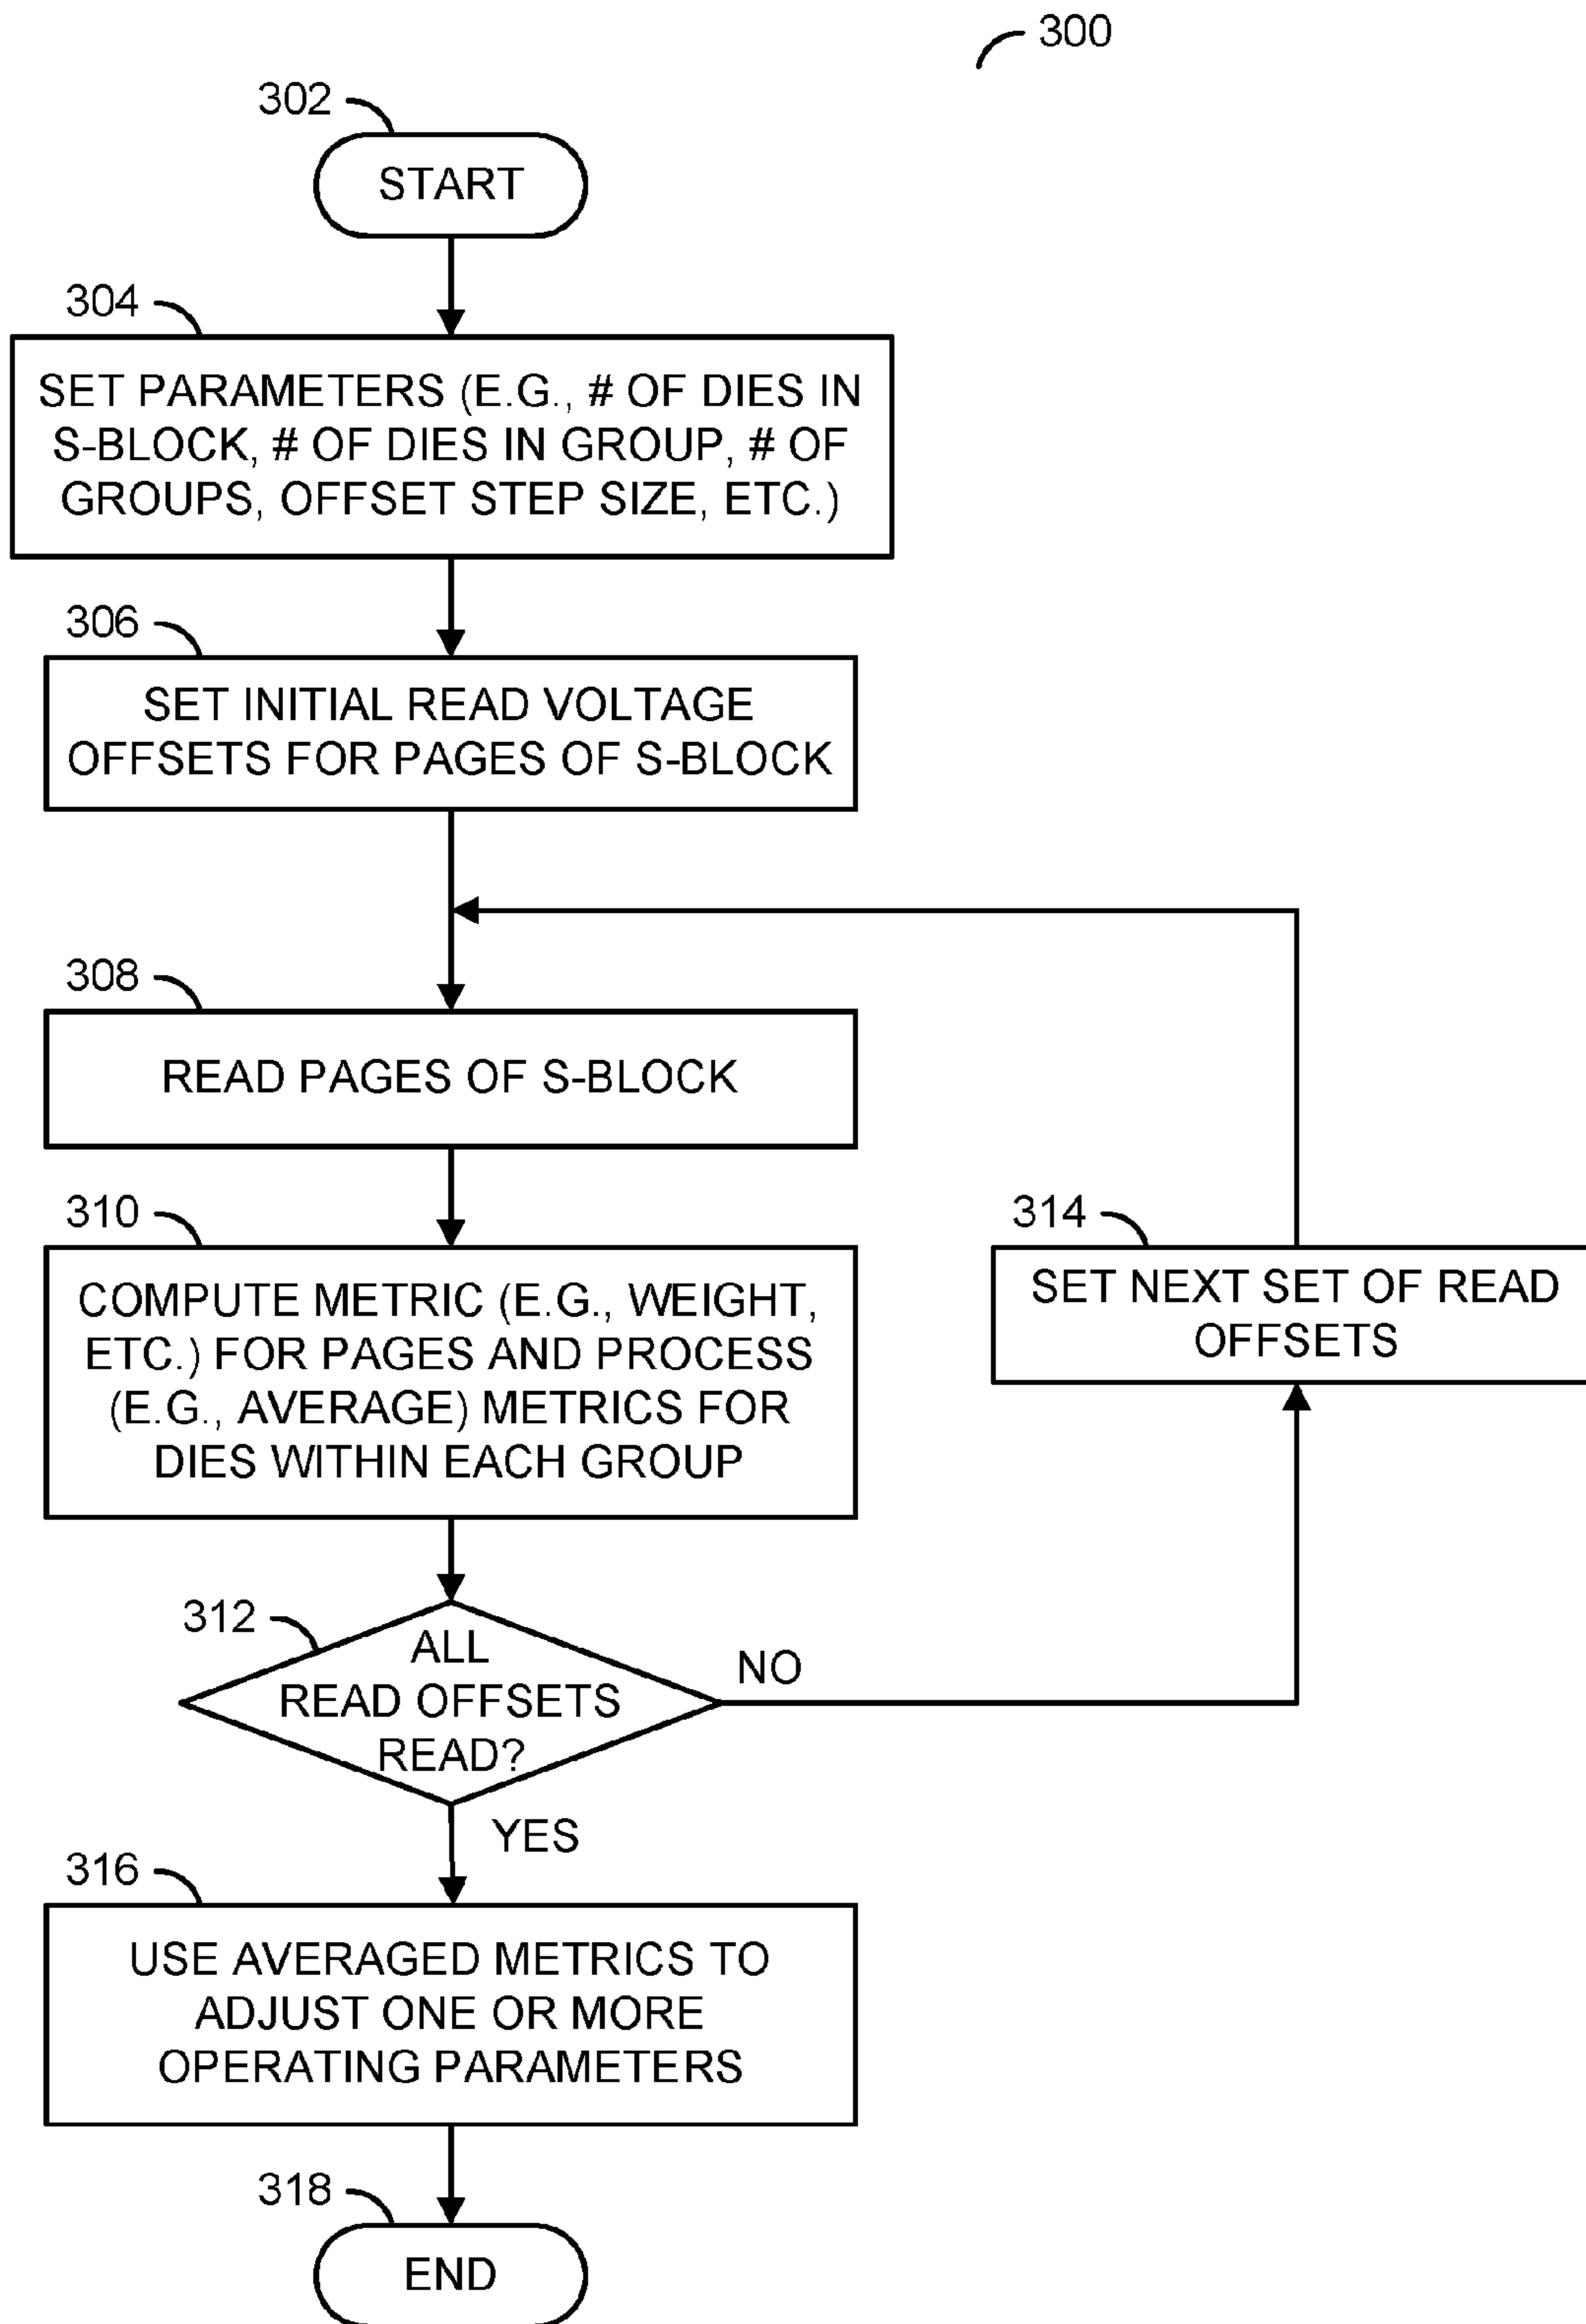 300
302
START
304
SET PARAMETERS (E.G., # OF DIES IN
S-BLOCK, # OF DIES IN GROUP, # OF
GROUPS, OFFSET STEP SIZE, ETC.)
306
SET INITIAL READ VOLTAGE
OFFSETS FOR PAGES OF S-BLOCK
308
READ PAGES OF S-BLOCK
310
COMPUTE METRIC (E.G., WEIGHT,
ETC.) FOR PAGES AND PROCESS
(E.G., AVERAGE) METRICS FOR
DIES WITHIN EACH GROUP
314
SET NEXT SET OF READ
OFFSETS
312
ALL
READ OFFSETS
READ?
NO
YES
316
USE AVERAGED METRICS TO
ADJUST ONE OR MORE
OPERATING PARAMETERS
318
END